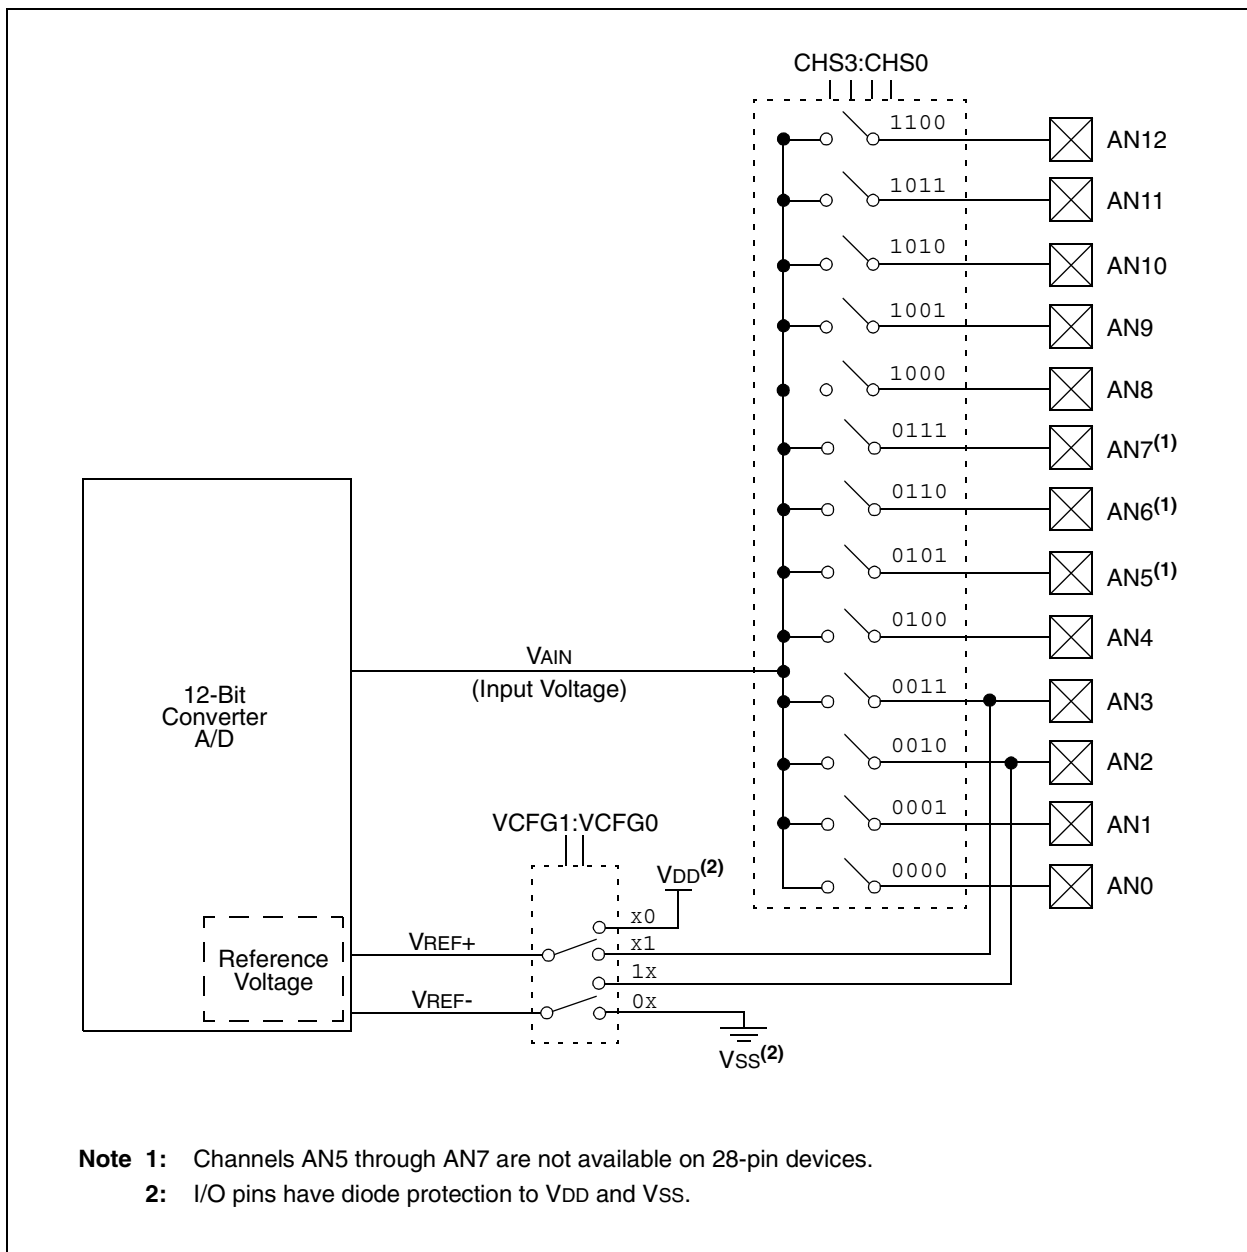 CHS3:CHS0
1100
AN12
1011
AN11
1010
AN10
1001
AN9
1000
AN8
0111
AN7(1)
0110
AN6(1)
0101
AN5(1)
0100
AN4
VAIN
(Input Voltage)
12-Bit
Converter
A/D
0011
AN3
0010
AN2
VCFG1:VCFG0
0001
AN1
VDD(2)
0000
AN0
x0
Reference
Voltage
VREF+
x1
1x
VREF-
0x
VSS(2)
Note 1: Channels AN5 through AN7 are not available on 28-pin devices.
2: I/O pins have diode protection to VDD and VSS.